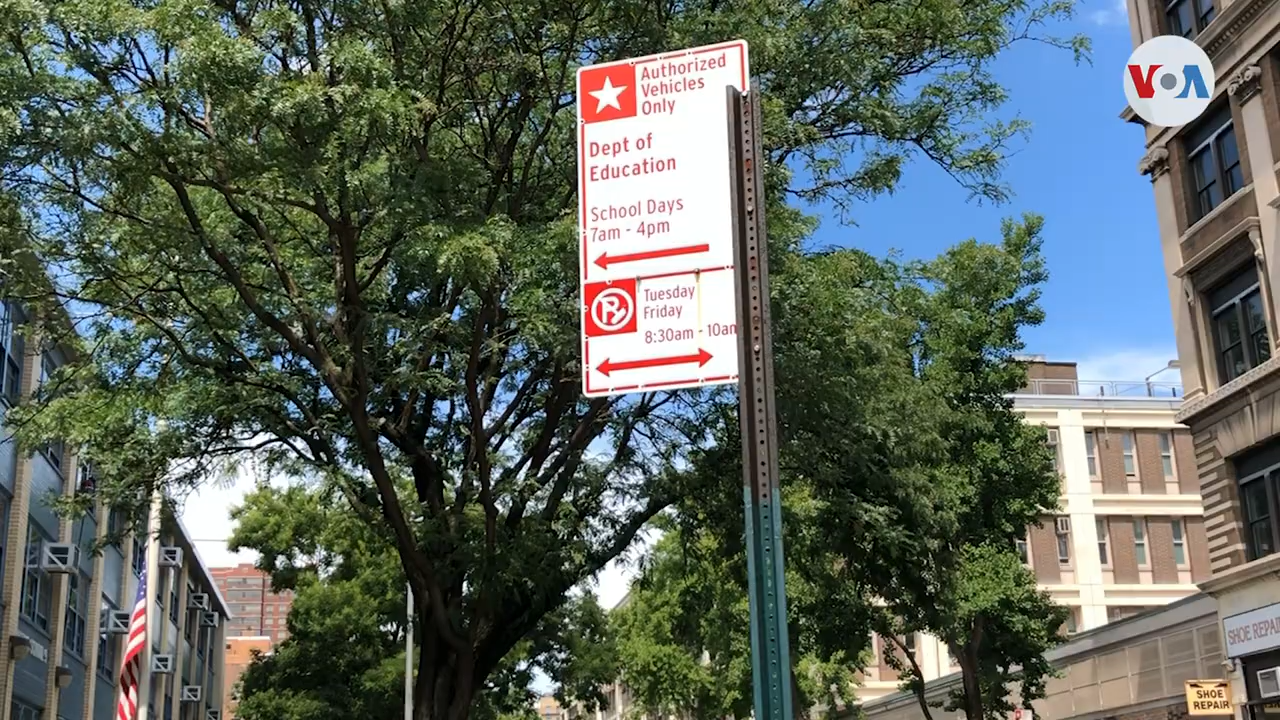 Authorized
Vehicles
Only
Dept of
Education
School Days
7am - 4pm
P
Tuesday
Friday
8:30am - 10am
VOA
SHOE REPAI
SHOE
REPAIR